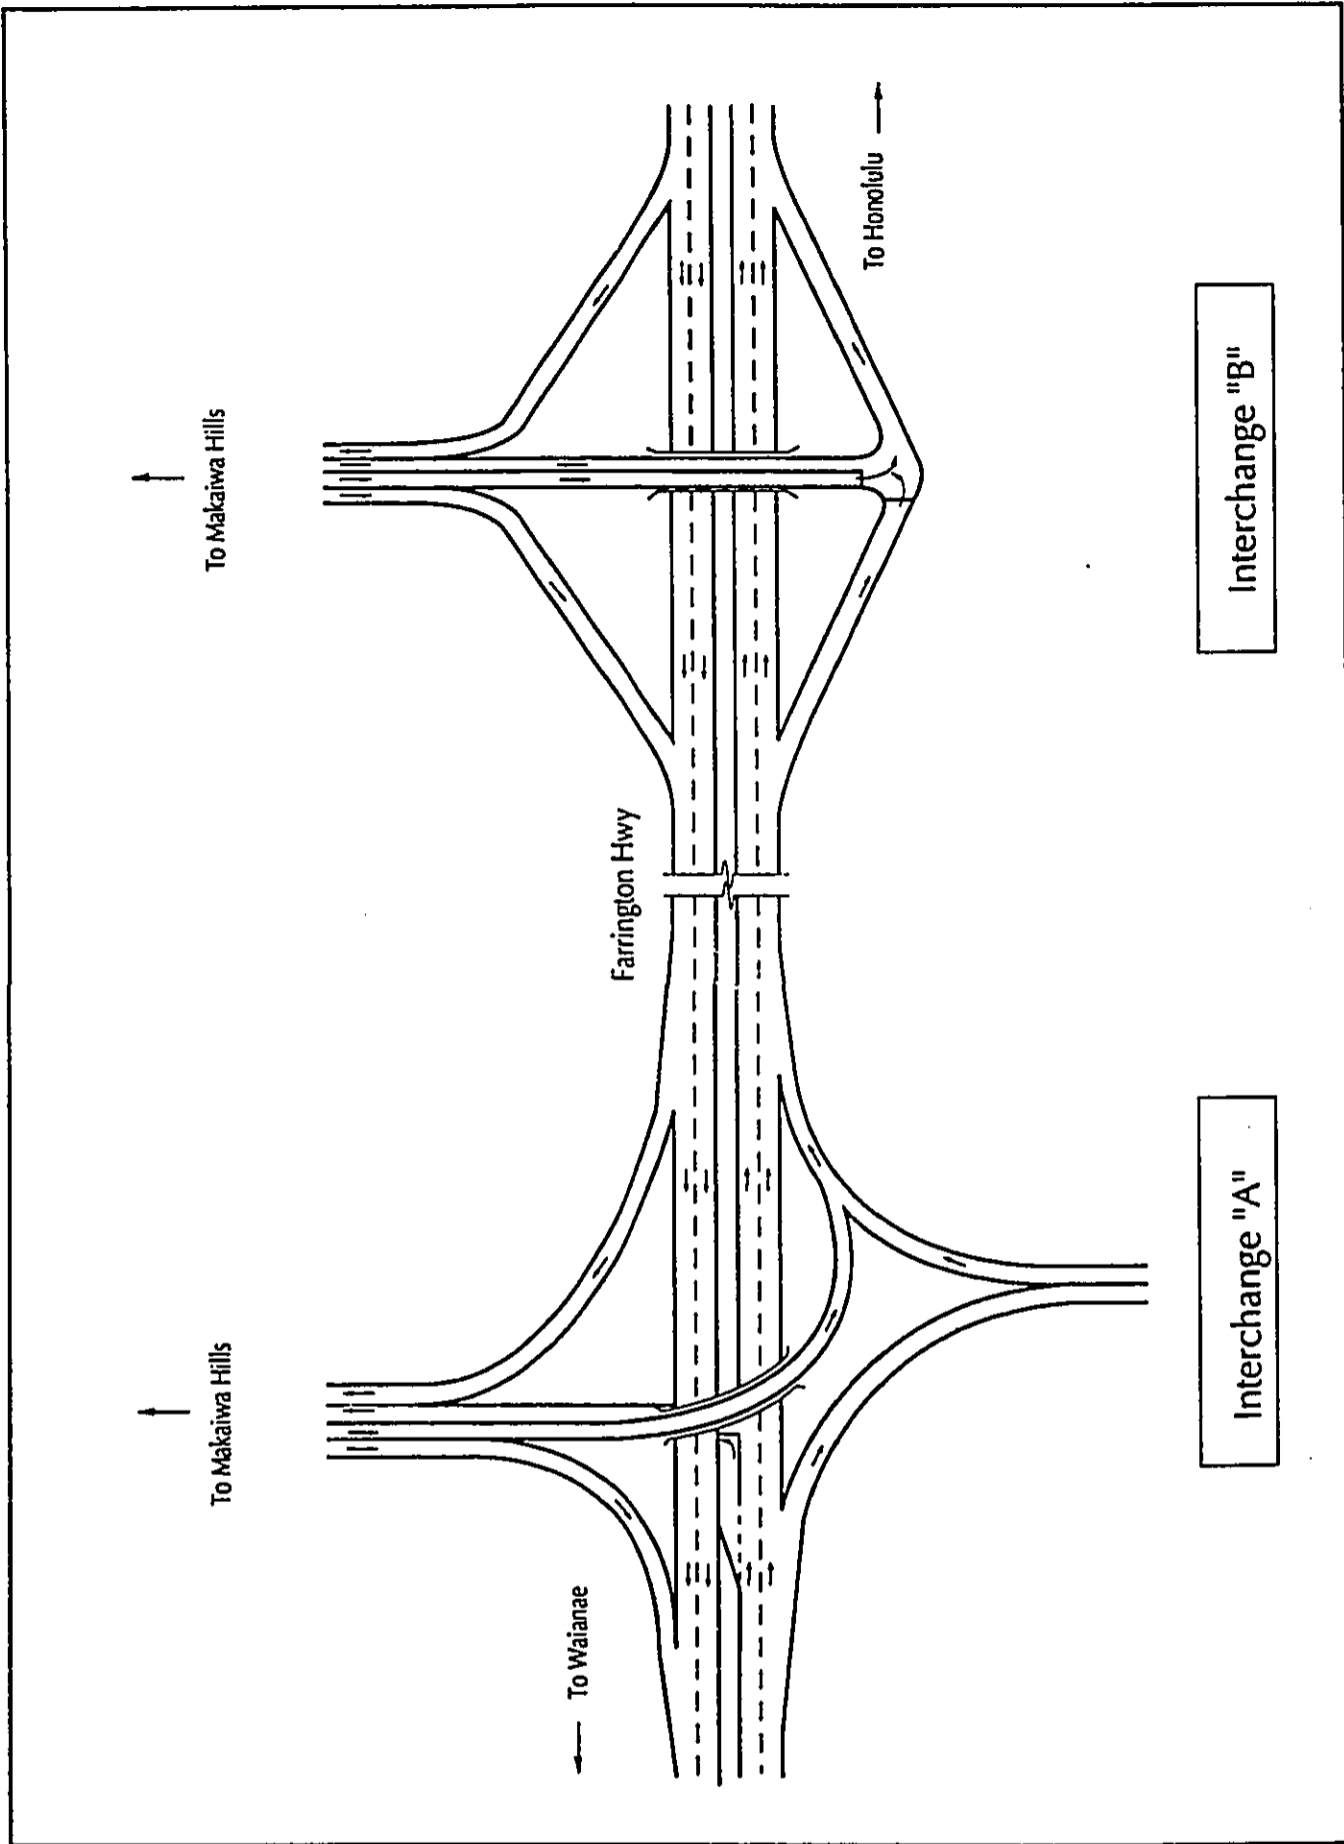 To Makaiwa Hills
To Makaiwa Hills
To Waianae
Farrington Hwy
To Honolulu
Interchange "A"
Interchange "B"